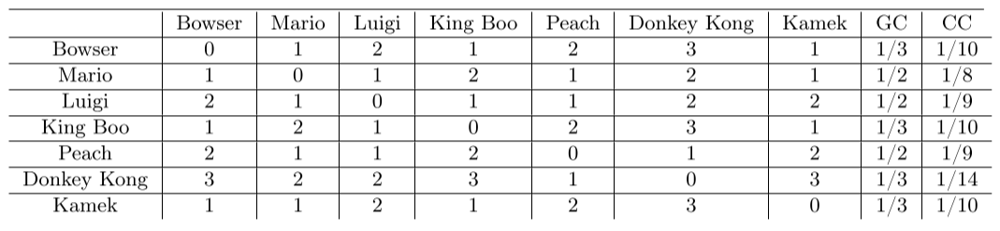 Bowser Mario Luigi King Boo Peach Donkey Kong Kamek GC CC
Bowser 0 1 2 1 2 3 1 1/3 1/10
Mario 1 0 1 2 1 2 1 1/2 1/8
Luigi 2 1 0 1 1 2 2 1/2 1/9
King Boo 1 2 1 0 2 3 1 1/3 1/10
Peach 2 1 1 2 0 1 2 1/2 1/9
Donkey Kong 3 2 2 3 1 0 3 1/3 1/14
Kamek 1 1 2 1 2 3 0 1/3 1/10